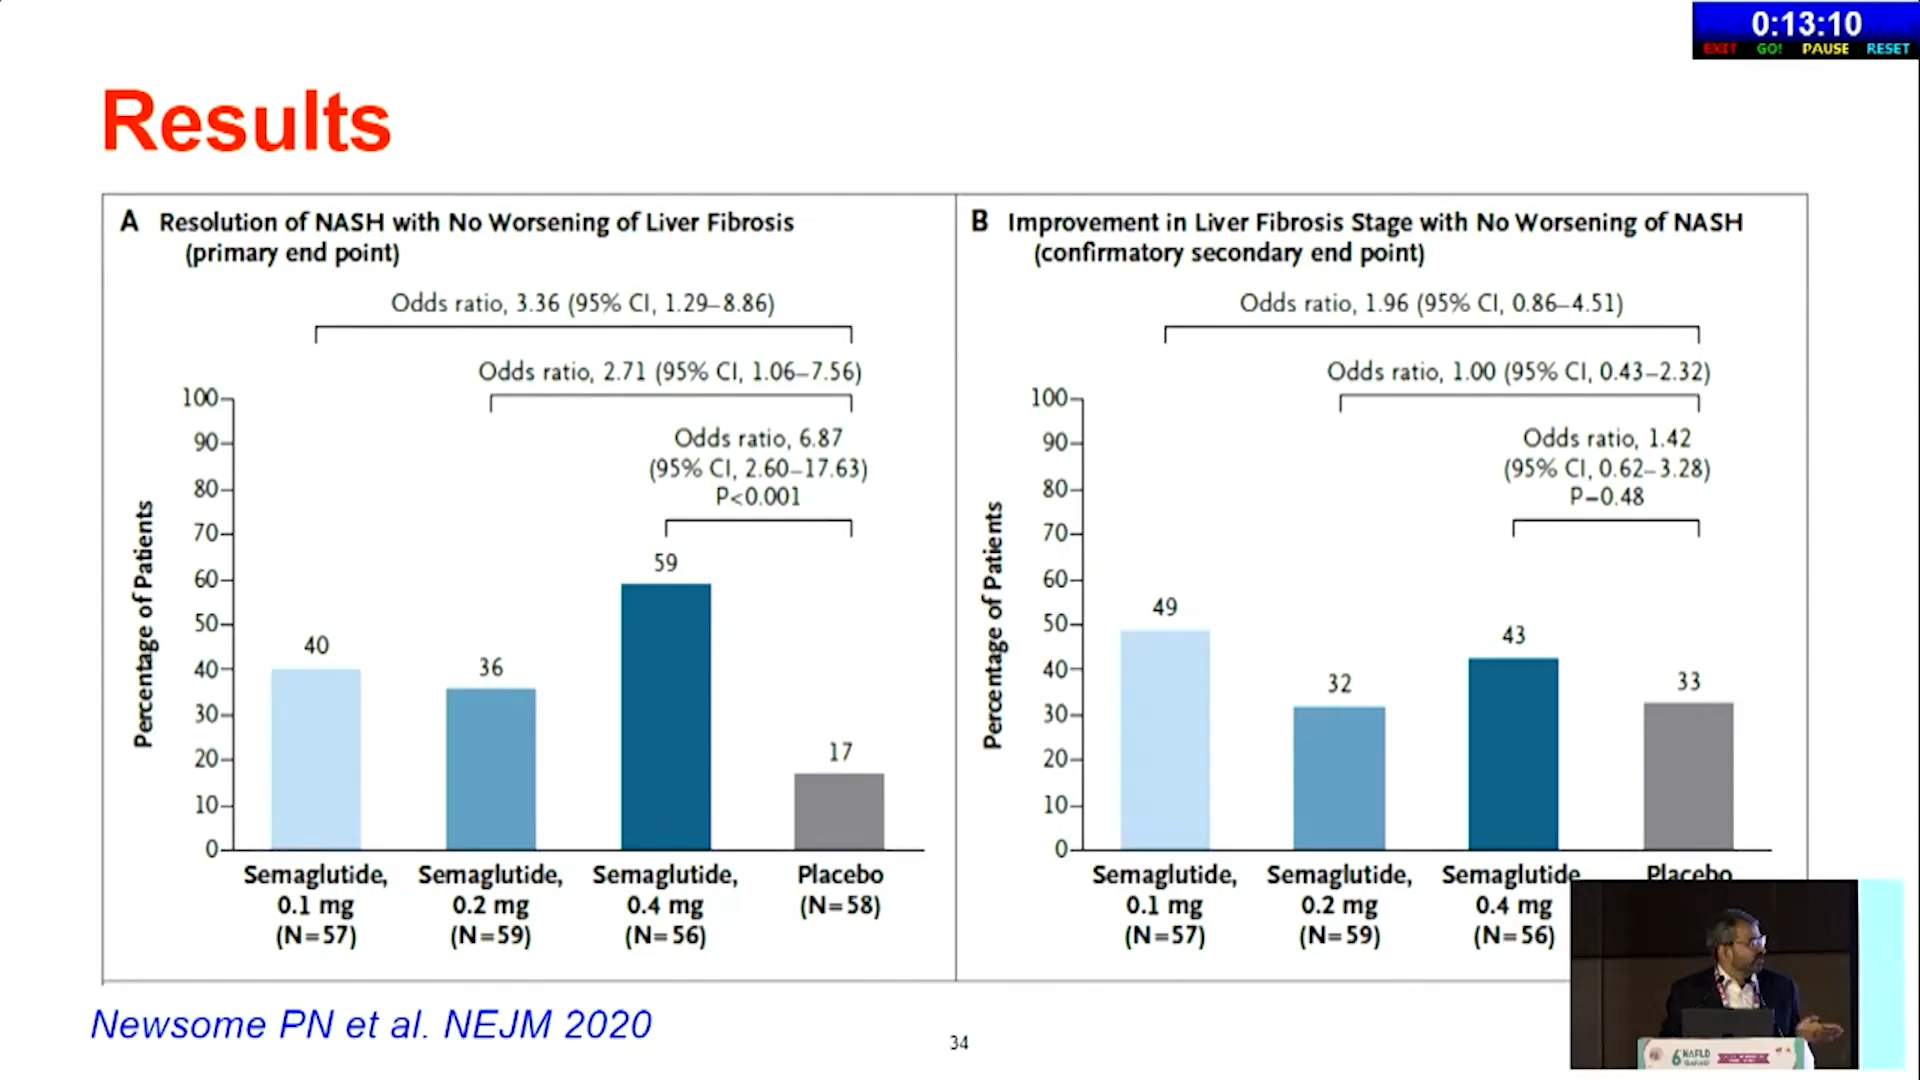 0:13:10
EXIT GO! PAUSE RESET
Results
A Resolution of NASH with No Worsening of Liver Fibrosis
(primary end point)
Odds ratio, 3.36 (95% CI, 1.29–8.86)
Odds ratio, 2.71 (95% CI, 1.06–7.56)
Odds ratio, 6.87
(95% CI, 2.60–17.63)
P<0.001
Percentage of Patients
100
90
80
70
60
50
40
30
20
10
0
40
36
59
17
Semaglutide,
0.1 mg
(N=57)
Semaglutide,
0.2 mg
(N=59)
Semaglutide,
0.4 mg
(N=56)
Placebo
(N=58)
B Improvement in Liver Fibrosis Stage with No Worsening of NASH
(confirmatory secondary end point)
Odds ratio, 1.96 (95% CI, 0.86–4.51)
Odds ratio, 1.00 (95% CI, 0.43–2.32)
Odds ratio, 1.42
(95% CI, 0.62–3.28)
P=0.48
Percentage of Patients
100
90
80
70
60
50
40
30
20
10
0
49
32
43
33
Semaglutide,
0.1 mg
(N=57)
Semaglutide,
0.2 mg
(N=59)
Semaglutide
0.4 mg
(N=56)
Placebo
Newsome PN et al. NEJM 2020
34
6 NAFLD